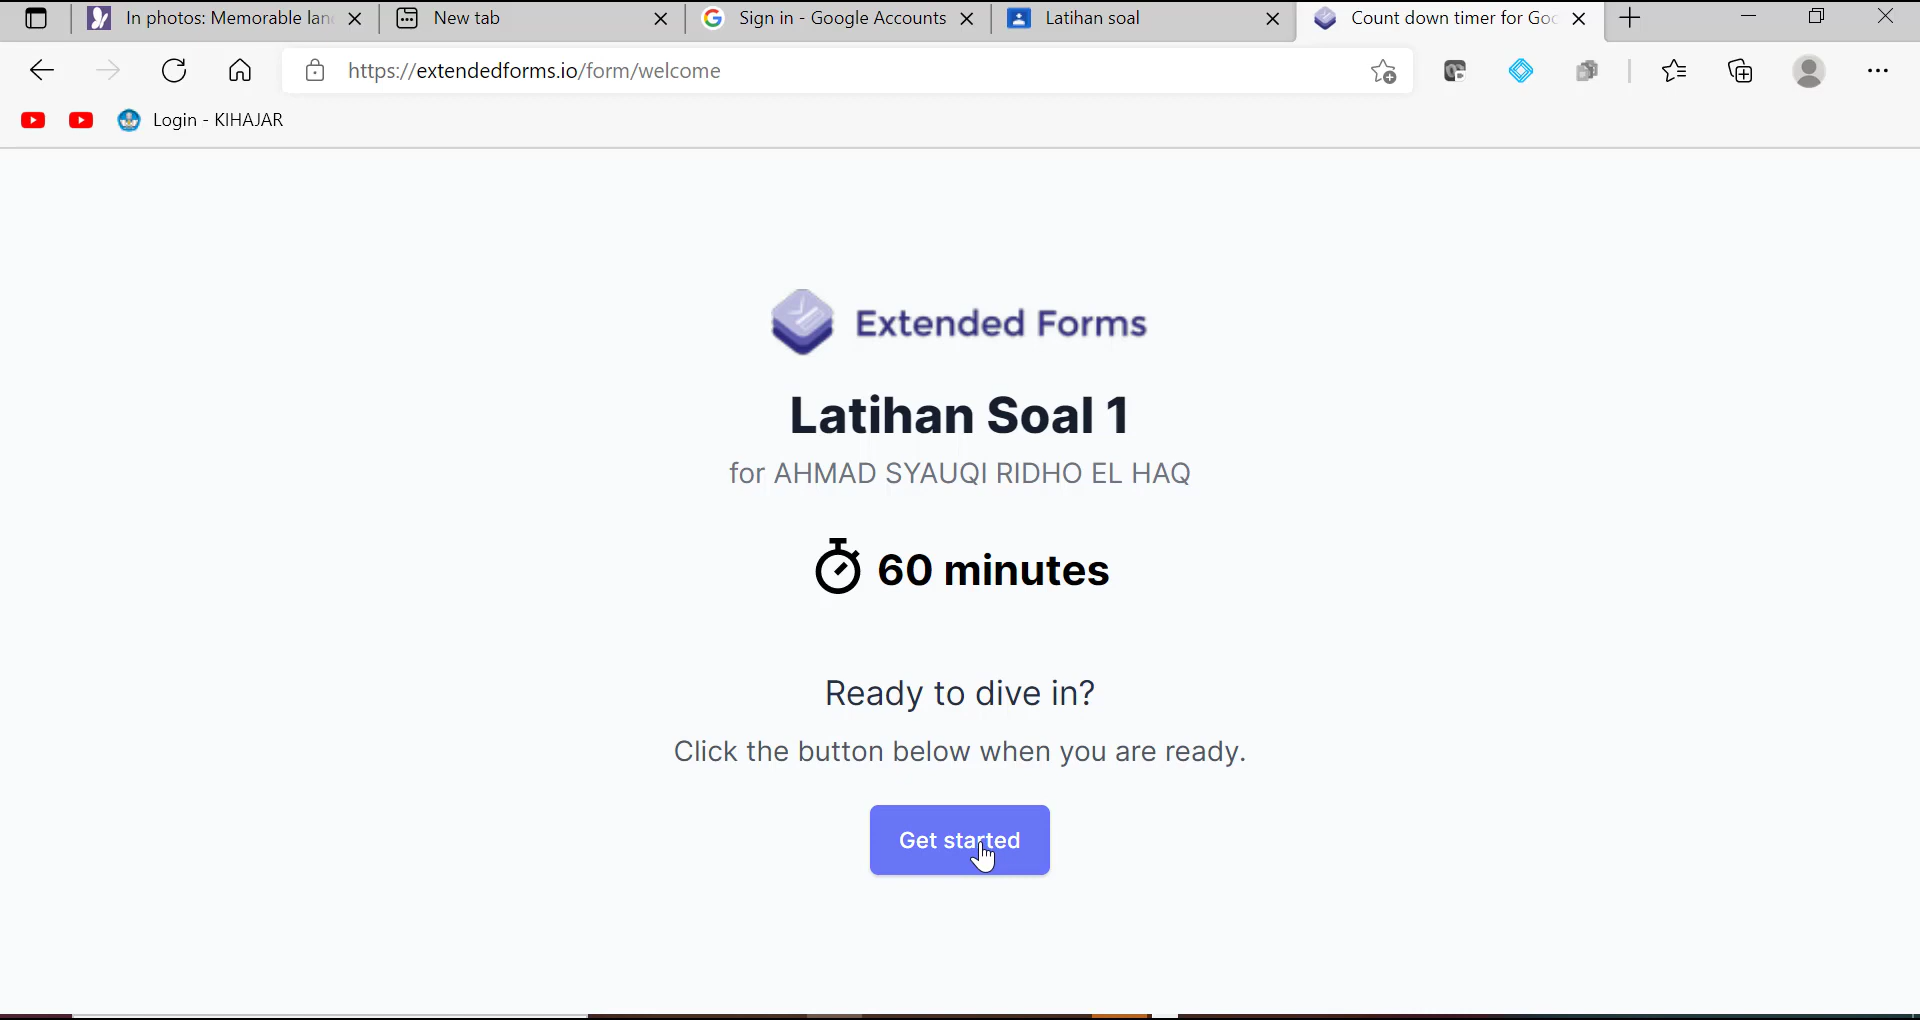 In photos: Memorable lan
New tab
Sign in - Google Accounts
Latihan soal
Count down timer for Goo
https://extendedforms.io/form/welcome
Login - KIHAJAR
Extended Forms
Latihan Soal 1
for AHMAD SYAUQI RIDHO EL HAQ
60 minutes
Ready to dive in?
Click the button below when you are ready.
Get started